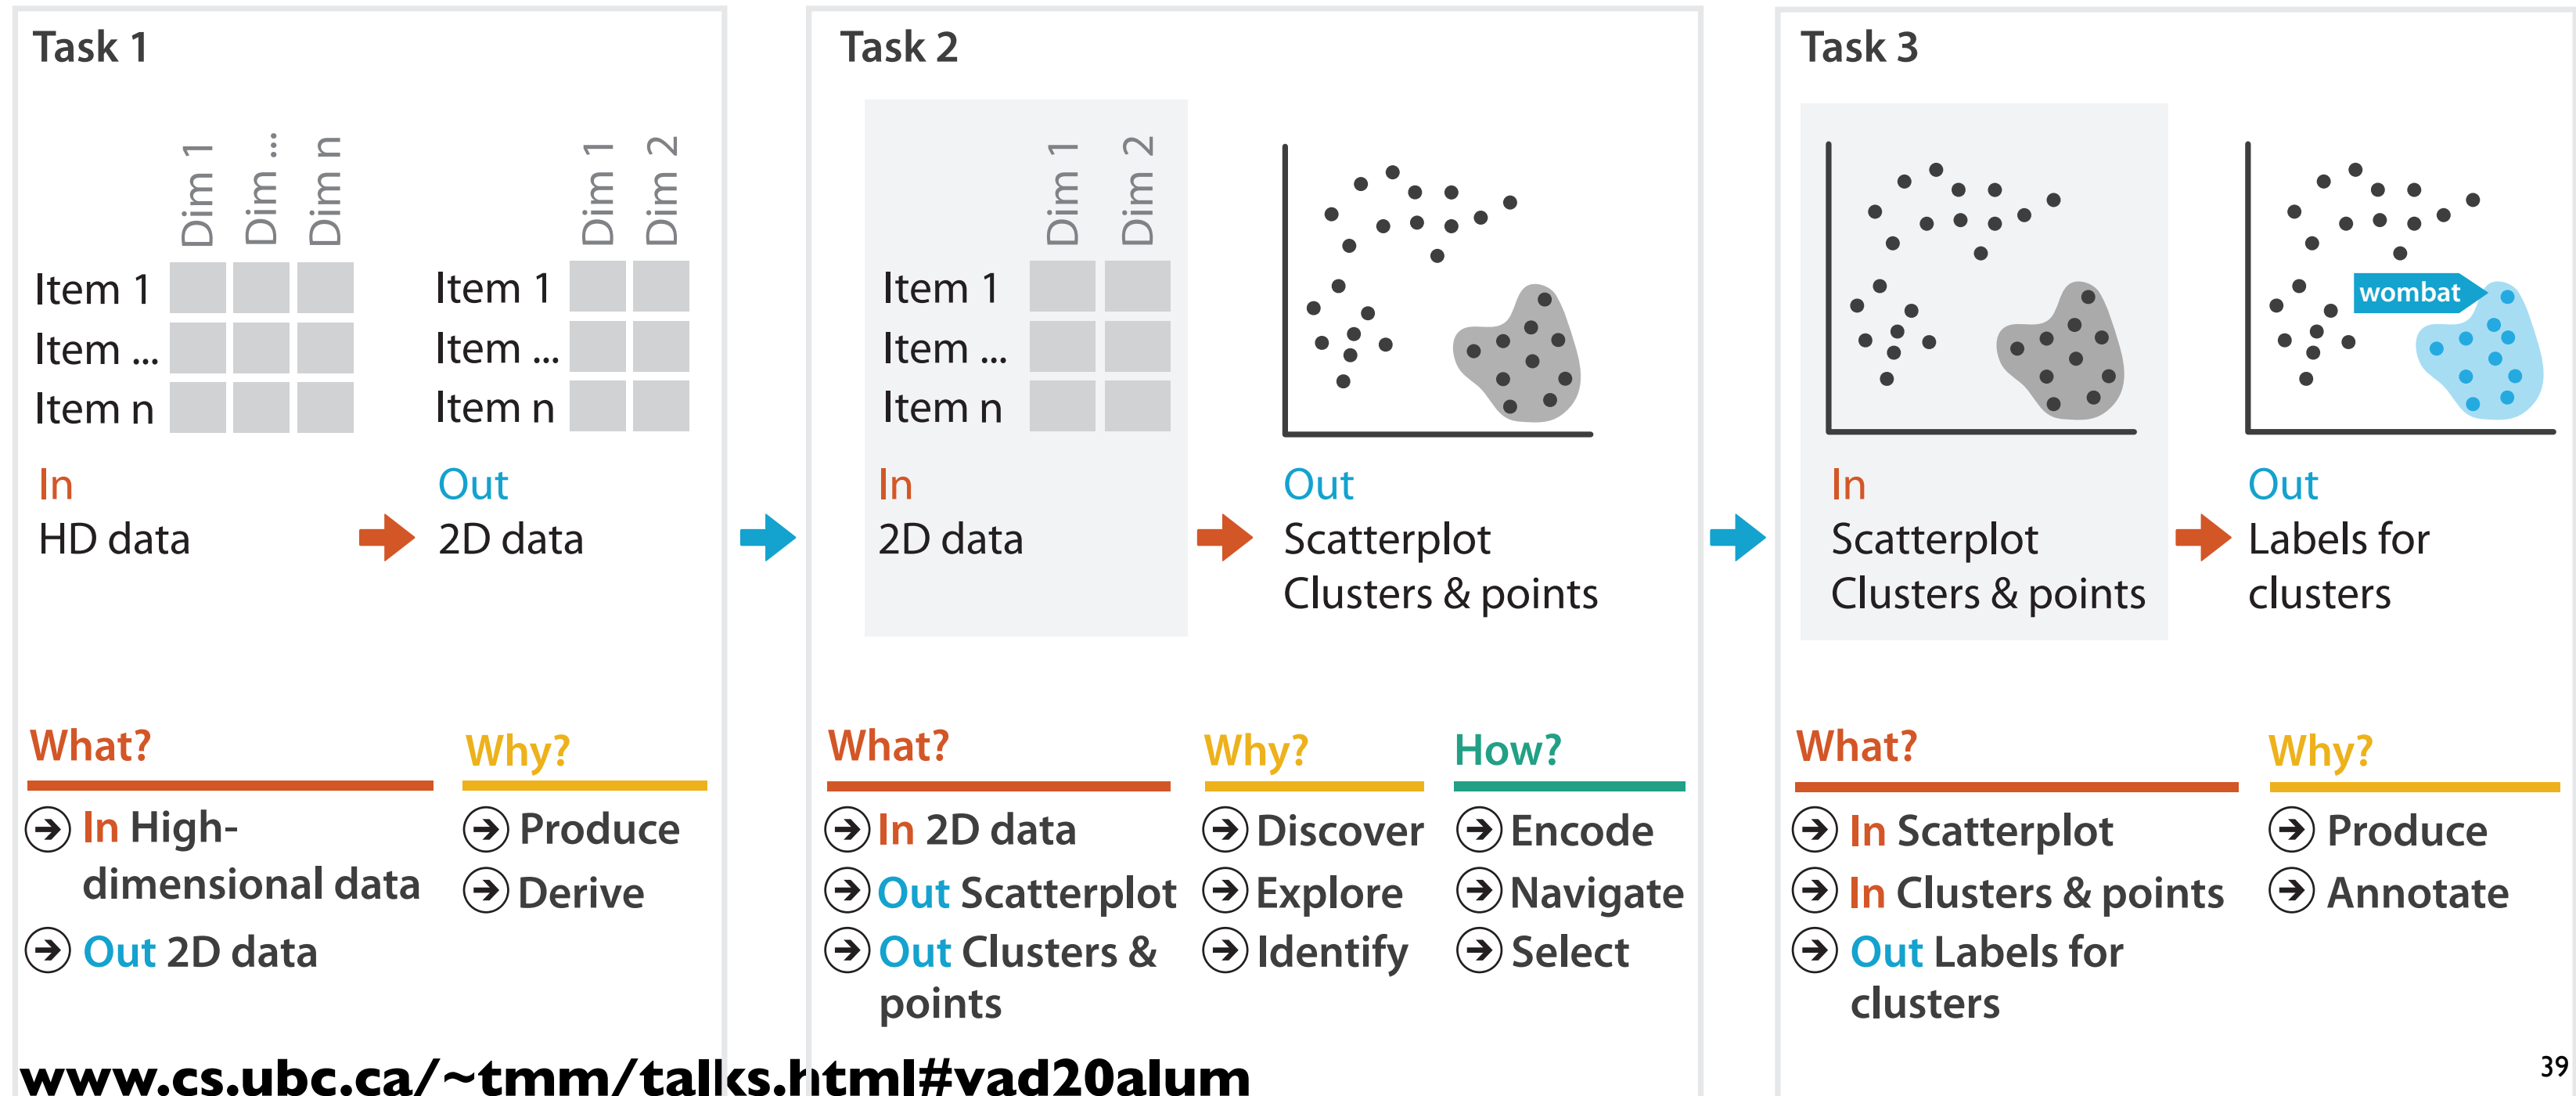 Task 1
Dim 1
Dim ...
Dim n
Item 1
Item ...
Item n
In
HD data
Dim 1
Dim 2
Item 1
Item ...
Item n
Out
2D data
What?
In High-
dimensional data
Out 2D data
Why?
Produce
Derive
Task 2
Dim 1
Dim 2
Item 1
Item ...
Item n
In
2D data
Out
Scatterplot
Clusters & points
What?
In 2D data
Out Scatterplot
Out Clusters &
points
Why?
Discover
Explore
Identify
How?
Encode
Navigate
Select
Task 3
In
Scatterplot
Clusters & points
wombat
Out
Labels for
clusters
What?
In Scatterplot
In Clusters & points
Out Labels for
clusters
Why?
Produce
Annotate
www.cs.ubc.ca/~tmm/talks.html#vad20alum
39